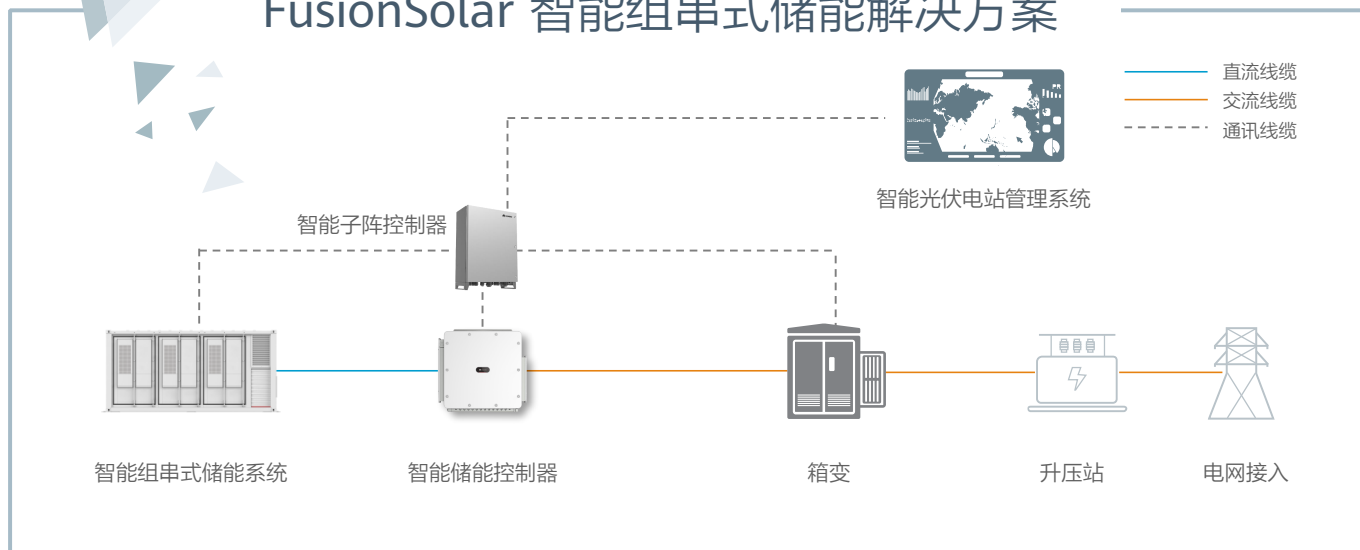 FusionSolar 智能组串式储能解决方案
直流线缆
交流线缆
通讯线缆
智能光伏电站管理系统
智能子阵控制器
智能组串式储能系统
智能储能控制器
箱变
升压站
电网接入